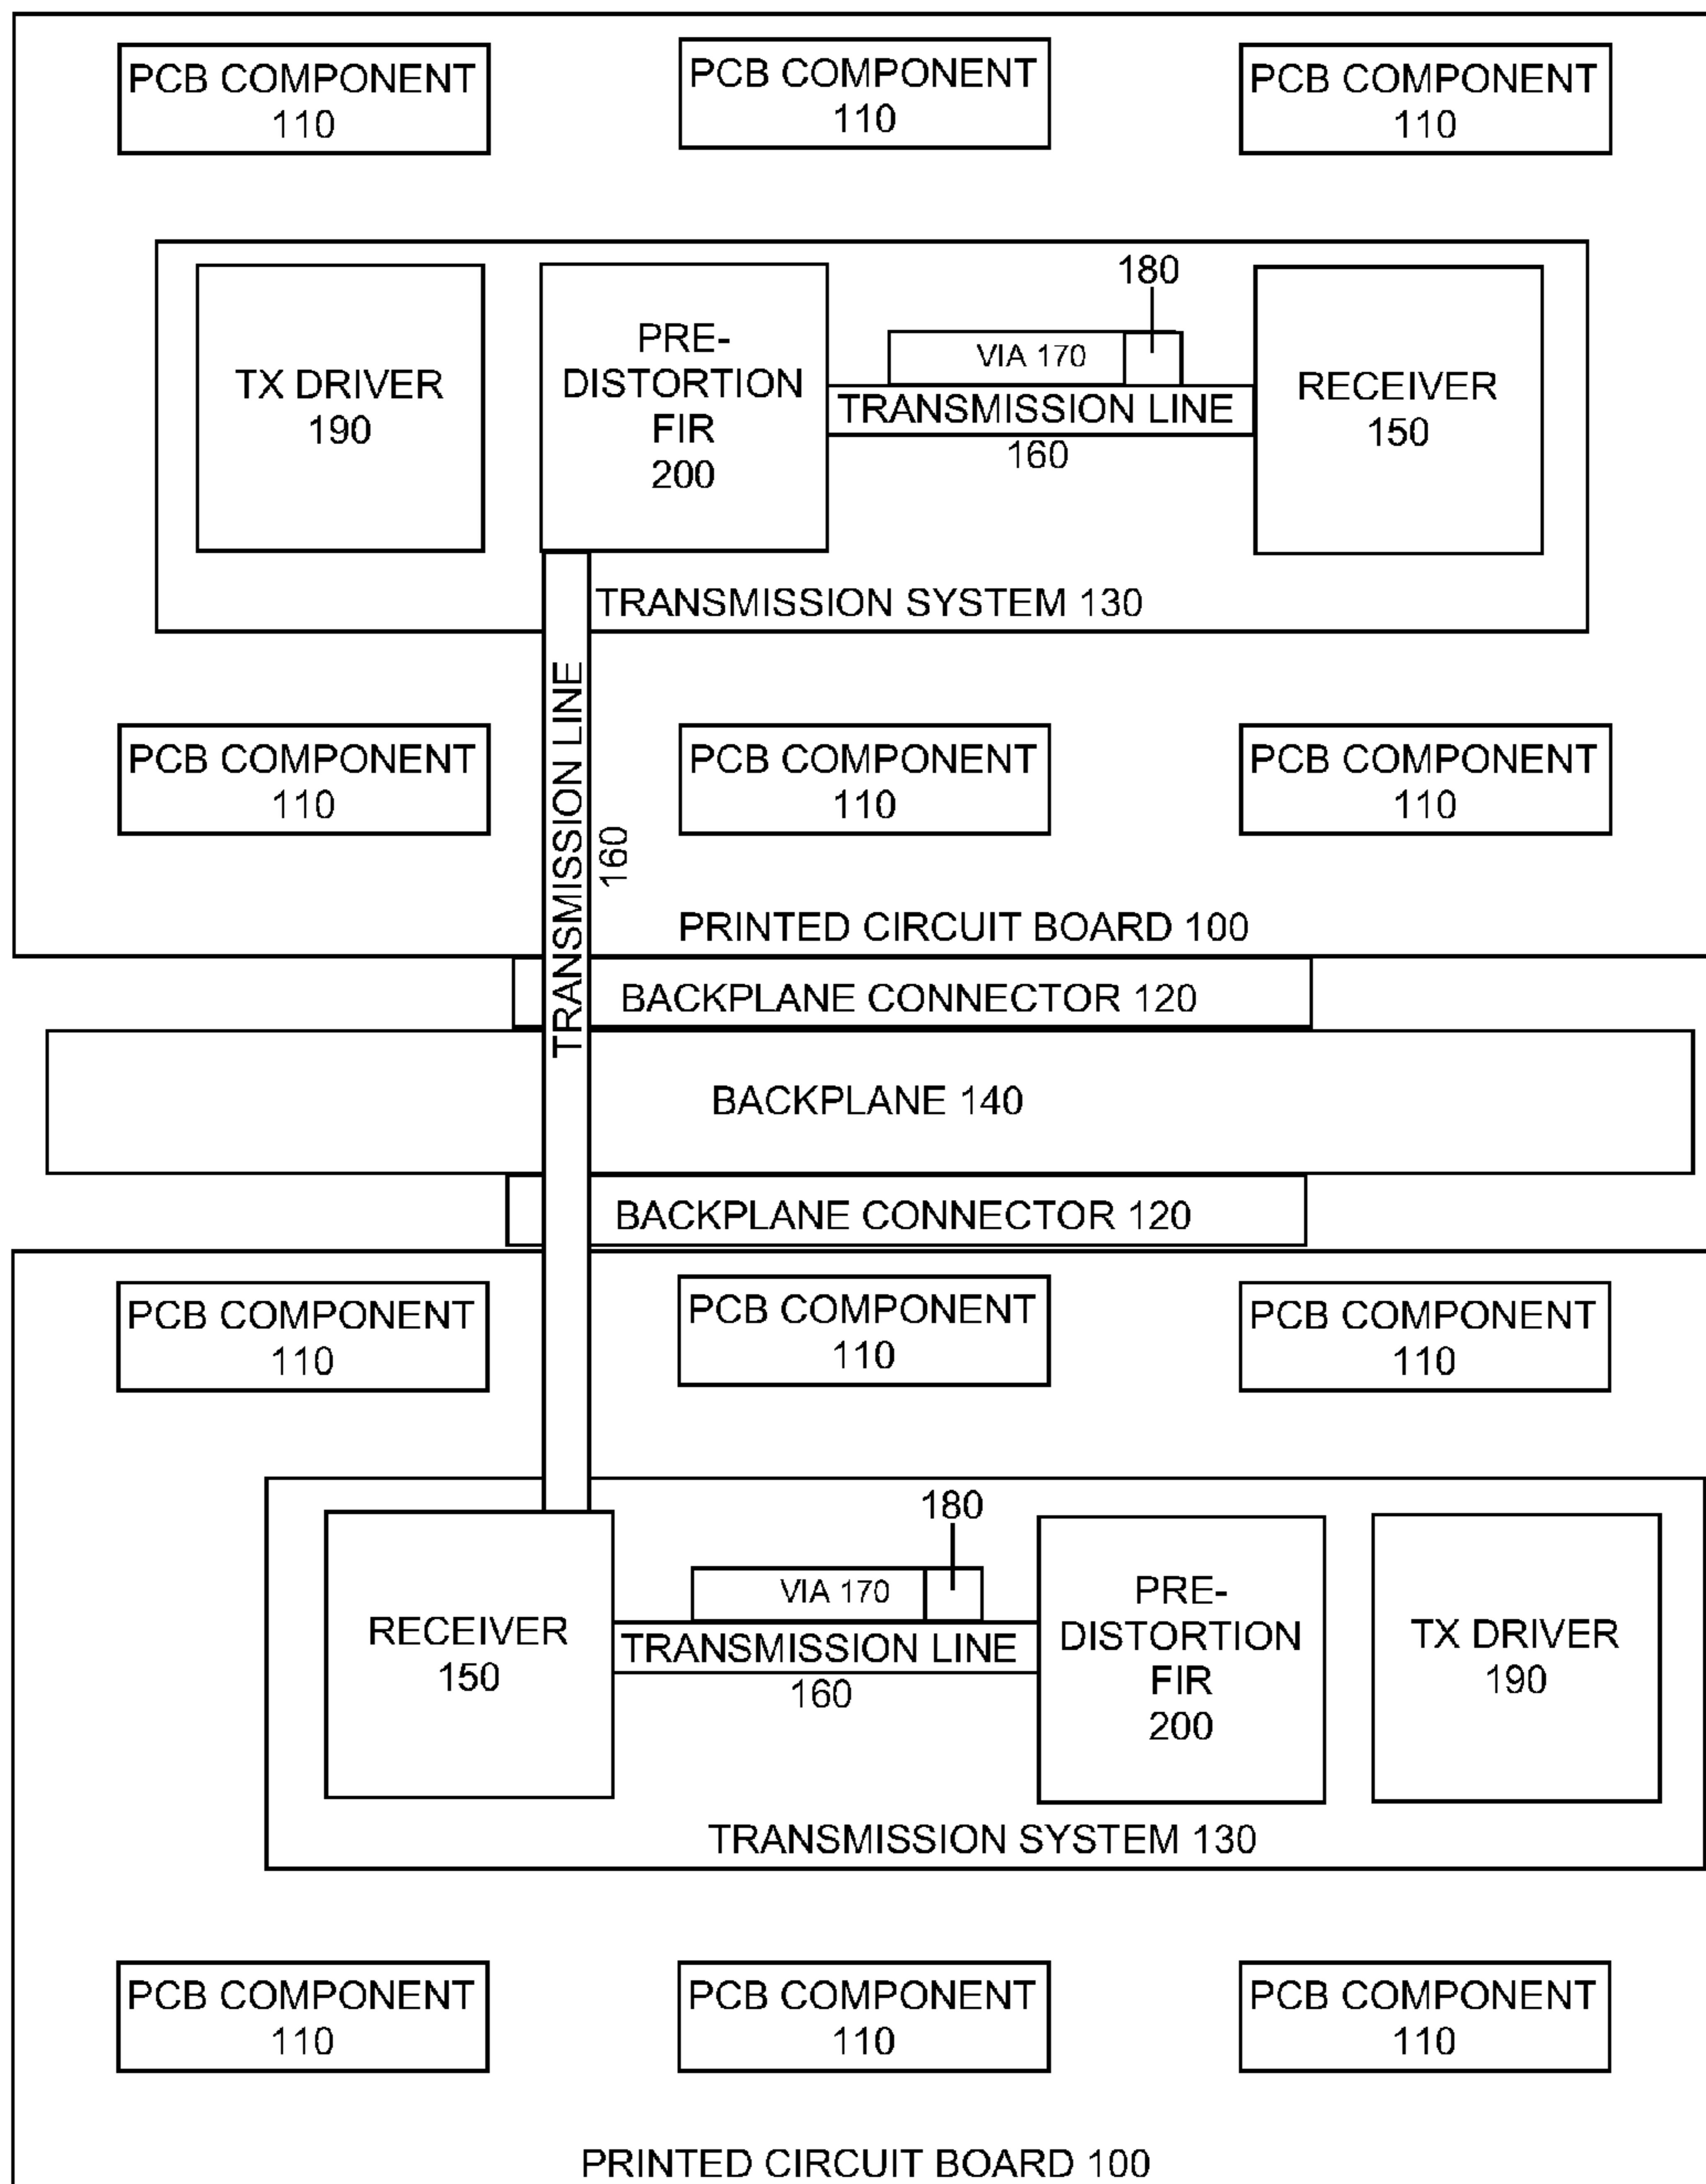 PCB COMPONENT
110
PCB COMPONENT
110
PCB COMPONENT
110
TX DRIVER
190
PRE-
DISTORTION
FIR
200
180
VIA 170
TRANSMISSION LINE
160
RECEIVER
150
TRANSMISSION SYSTEM 130
TRANSMISSION LINE
160
PCB COMPONENT
110
PCB COMPONENT
110
PCB COMPONENT
110
PRINTED CIRCUIT BOARD 100
BACKPLANE CONNECTOR 120
BACKPLANE 140
BACKPLANE CONNECTOR 120
PCB COMPONENT
110
PCB COMPONENT
110
PCB COMPONENT
110
RECEIVER
150
180
VIA 170
TRANSMISSION LINE
160
PRE-
DISTORTION
FIR
200
TX DRIVER
190
TRANSMISSION SYSTEM 130
PCB COMPONENT
110
PCB COMPONENT
110
PCB COMPONENT
110
PRINTED CIRCUIT BOARD 100